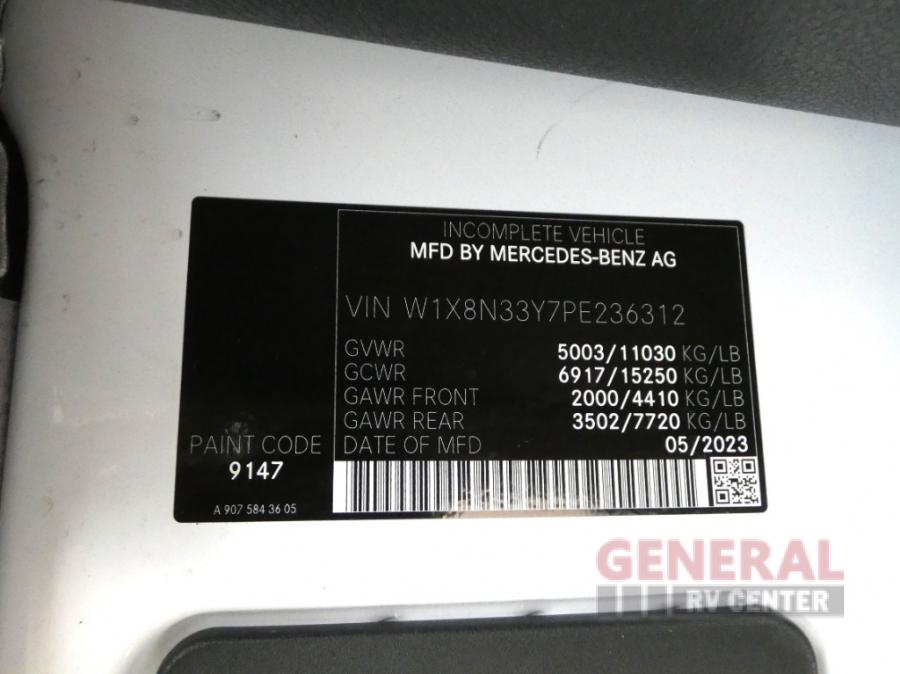 INCOMPLETE VEHICLE
MFD BY MERCEDES-BENZ AG
VIN W1X8N33Y7PE236312
GVWR 5003/11030 KG/LB
GCWR 6917/15250 KG/LB
GAWR FRONT 2000/4410 KG/LB
GAWR REAR 3502/7720 KG/LB
DATE OF MFD 05/2023
PAINT CODE
9147
A 907 584 36 05
GENERAL
RV CENTER